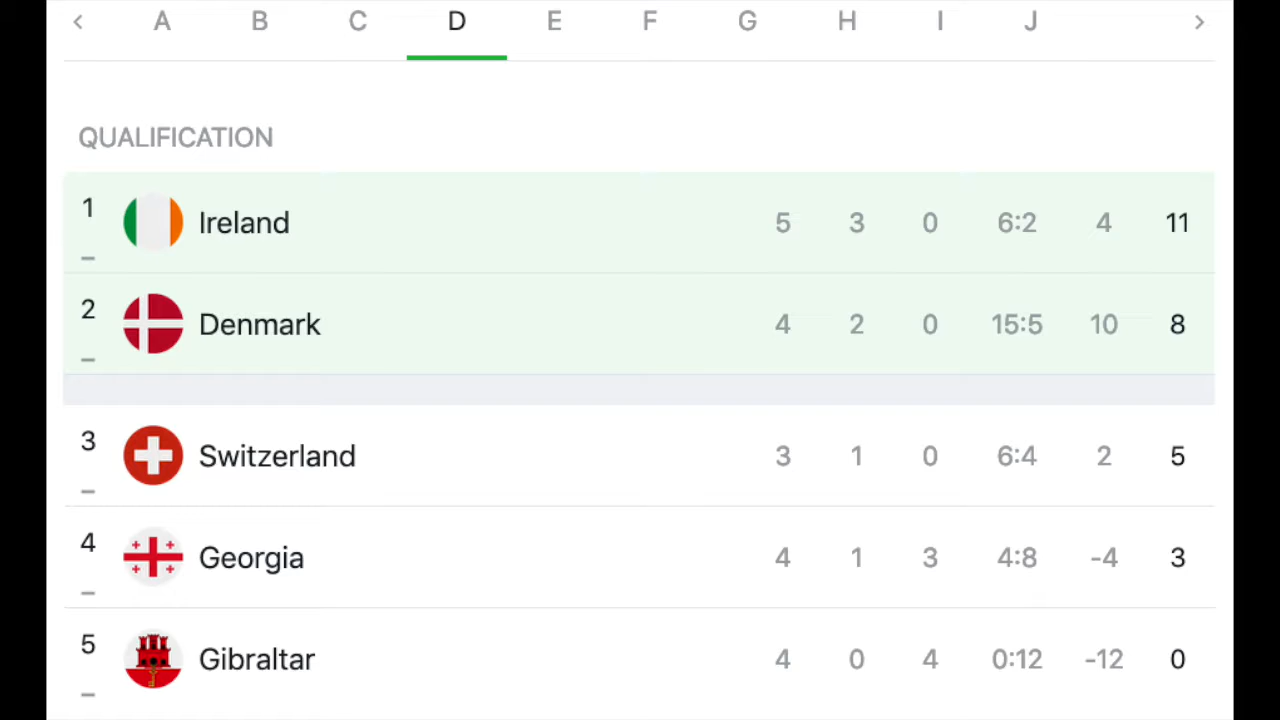 A B C D E F G H I J
QUALIFICATION
1 Ireland 5 3 0 6:2 4 11
2 Denmark 4 2 0 15:5 10 8
3 Switzerland 3 1 0 6:4 2 5
4 Georgia 4 1 3 4:8 -4 3
5 Gibraltar 4 0 4 0:12 -12 0